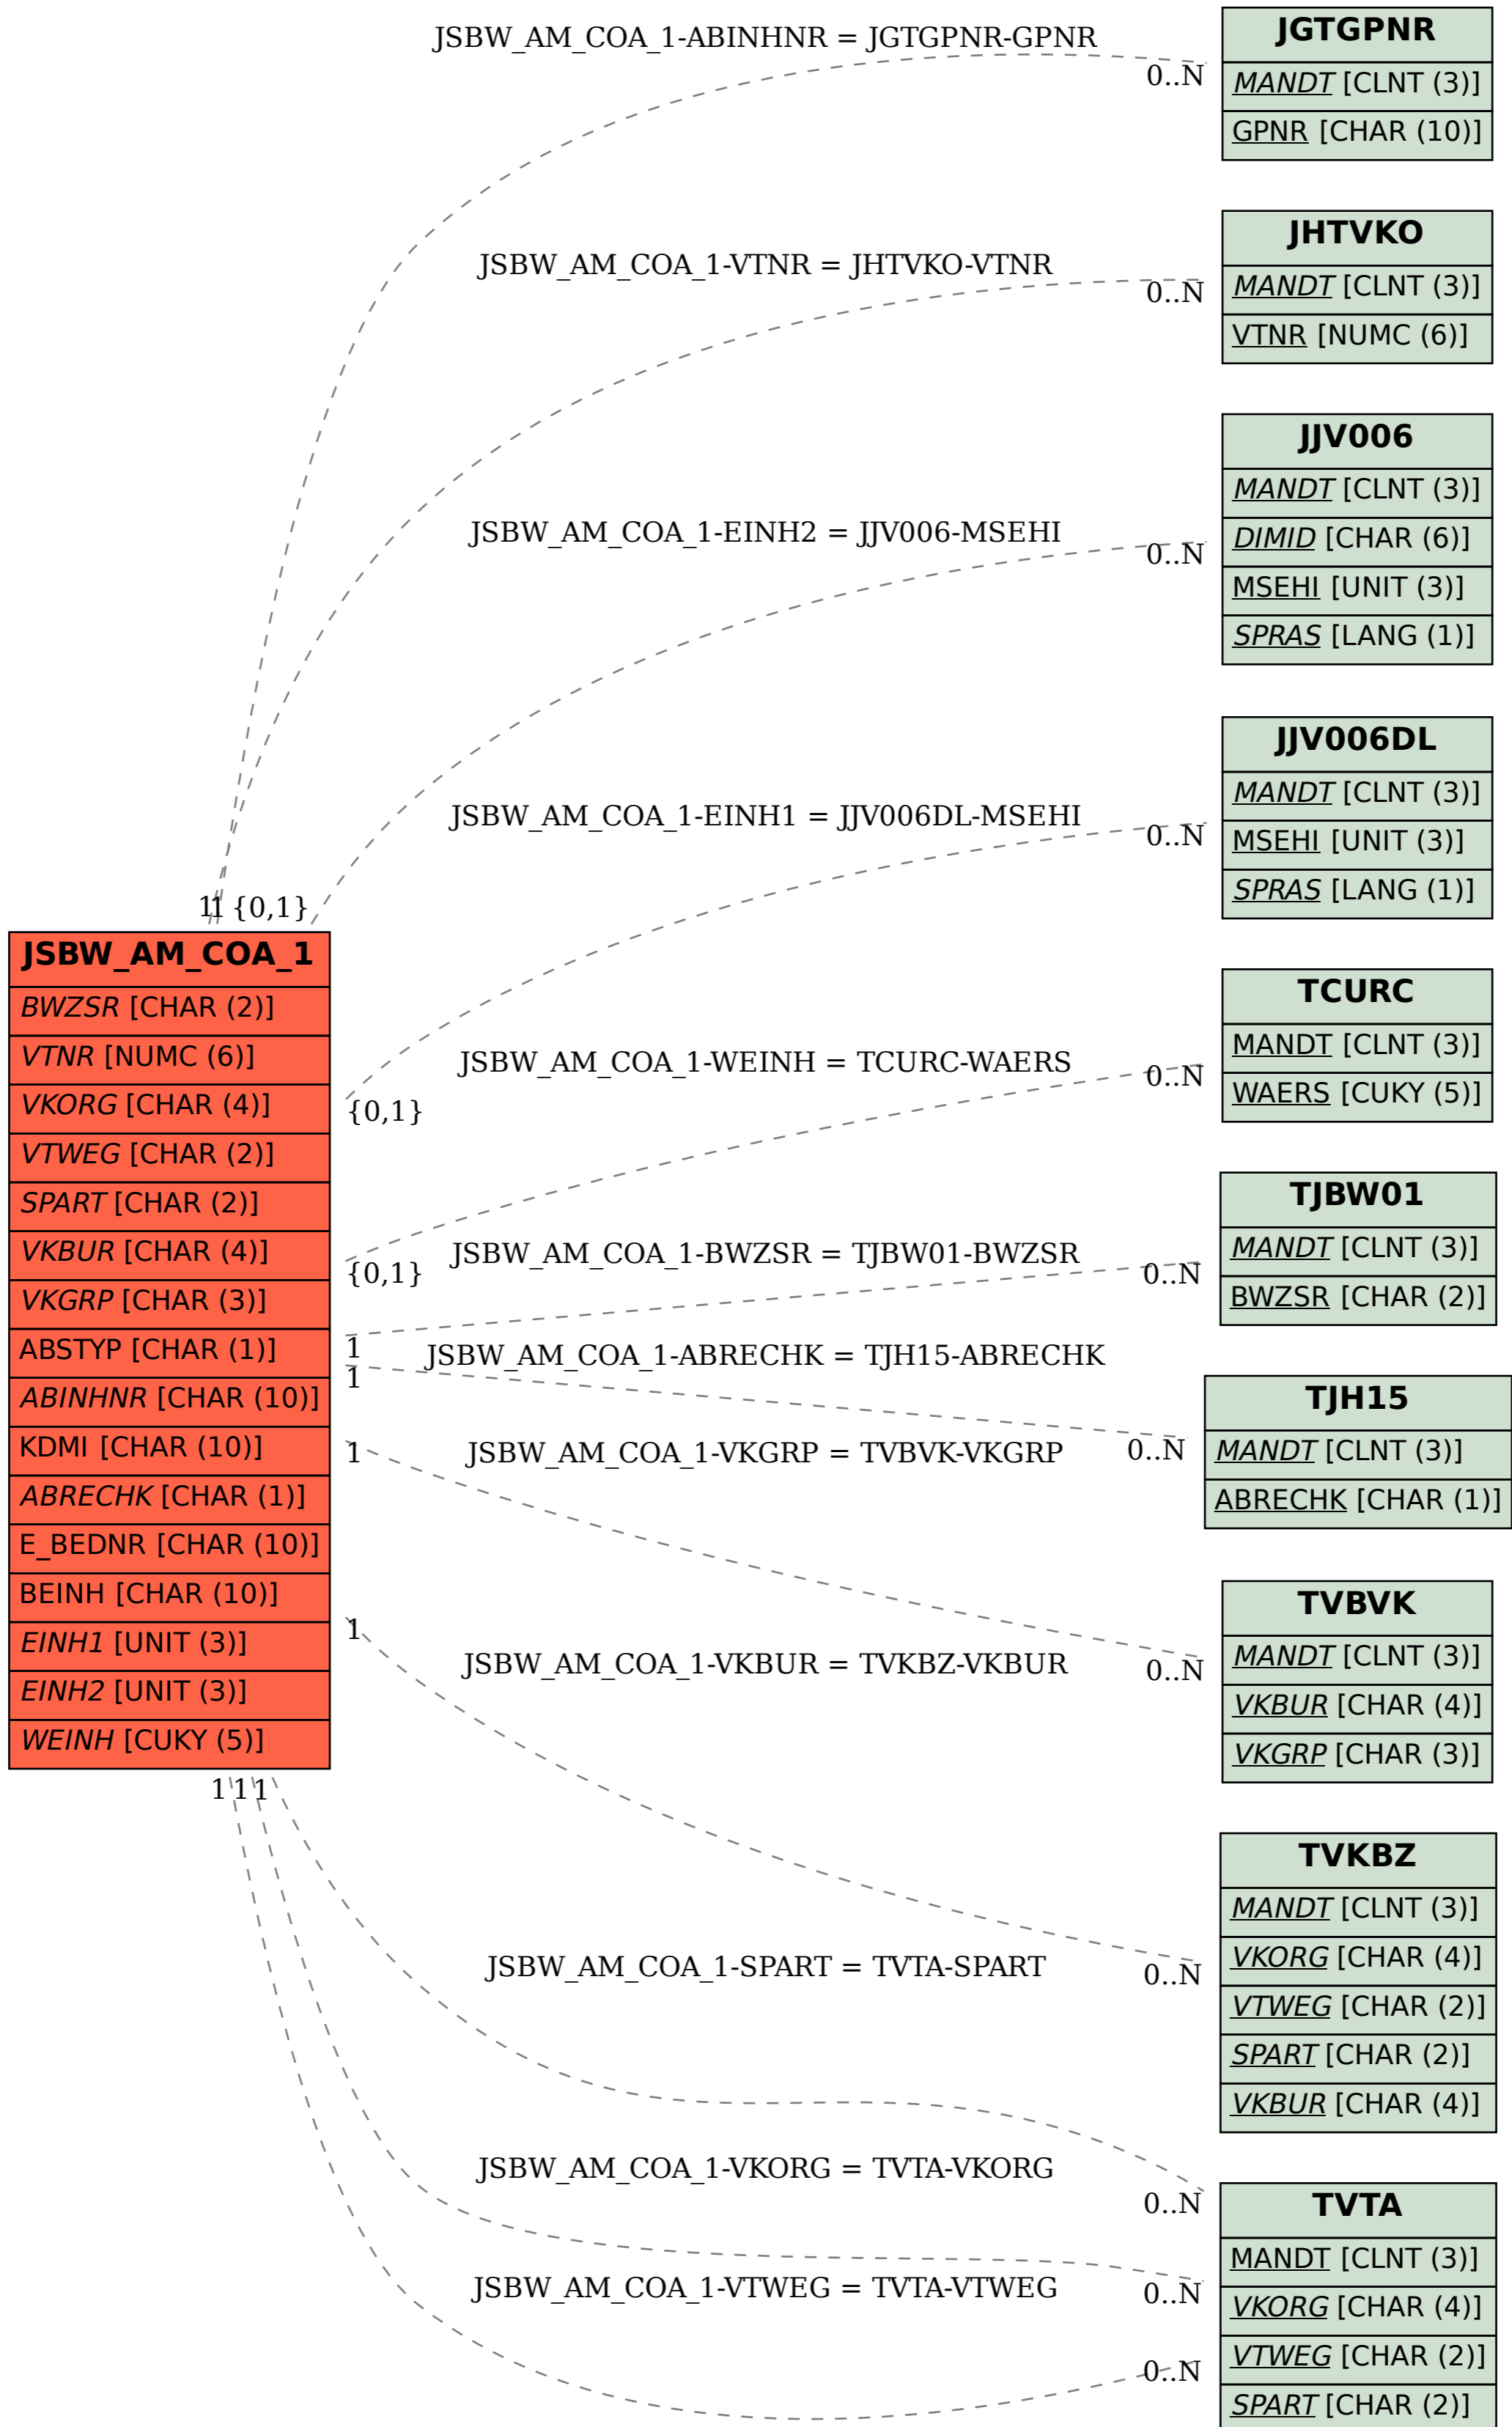 JSBW_AM_COA_1-ABINHNR = JGTGPNR-GPNR
0..N
JGTGPNR
MANDT [CLNT (3)]
GPNR [CHAR (10)]
JSBW_AM_COA_1-VTNR = JHTVKO-VTNR
0..N
JHTVKO
MANDT [CLNT (3)]
VTNR [NUMC (6)]
JSBW_AM_COA_1-EINH2 = JJV006-MSEHI
0..N
JJV006
MANDT [CLNT (3)]
DIMID [CHAR (6)]
MSEHI [UNIT (3)]
SPRAS [LANG (1)]
JSBW_AM_COA_1-EINH1 = JJV006DL-MSEHI
0..N
JJV006DL
MANDT [CLNT (3)]
MSEHI [UNIT (3)]
SPRAS [LANG (1)]
1
1
{0,1}
JSBW_AM_COA_1
BWZSR [CHAR (2)]
VTNR [NUMC (6)]
VKORG [CHAR (4)]
VTWEG [CHAR (2)]
SPART [CHAR (2)]
VKBUR [CHAR (4)]
VKGRP [CHAR (3)]
ABSTYP [CHAR (1)]
ABINHNR [CHAR (10)]
KDMI [CHAR (10)]
ABRECHK [CHAR (1)]
E_BEDNR [CHAR (10)]
BEINH [CHAR (10)]
EINH1 [UNIT (3)]
EINH2 [UNIT (3)]
WEINH [CUKY (5)]
{0,1}
JSBW_AM_COA_1-WEINH = TCURC-WAERS
0..N
TCURC
MANDT [CLNT (3)]
WAERS [CUKY (5)]
{0,1}
JSBW_AM_COA_1-BWZSR = TJBW01-BWZSR
0..N
TJBW01
MANDT [CLNT (3)]
BWZSR [CHAR (2)]
1
JSBW_AM_COA_1-ABRECHK = TJH15-ABRECHK
1
0..N
TJH15
MANDT [CLNT (3)]
ABRECHK [CHAR (1)]
1
JSBW_AM_COA_1-VKGRP = TVBVK-VKGRP
0..N
TVBVK
MANDT [CLNT (3)]
VKBUR [CHAR (4)]
VKGRP [CHAR (3)]
1
JSBW_AM_COA_1-VKBUR = TVKBZ-VKBUR
0..N
TVKBZ
MANDT [CLNT (3)]
VKORG [CHAR (4)]
VTWEG [CHAR (2)]
SPART [CHAR (2)]
VKBUR [CHAR (4)]
1
1
1
JSBW_AM_COA_1-SPART = TVTA-SPART
0..N
JSBW_AM_COA_1-VKORG = TVTA-VKORG
0..N
JSBW_AM_COA_1-VTWEG = TVTA-VTWEG
0..N
TVTA
MANDT [CLNT (3)]
VKORG [CHAR (4)]
VTWEG [CHAR (2)]
SPART [CHAR (2)]